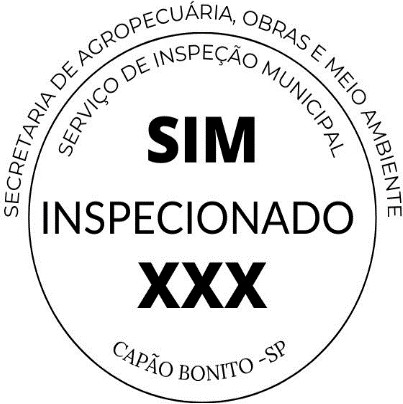 SECRETARIA DE AGROPECUÁRIA, OBRAS E MEIO AMBIENTE
SERVIÇO DE INSPEÇÃO MUNICIPAL
SIM
INSPECIONADO
XXX
CAPÃO BONITO -SP